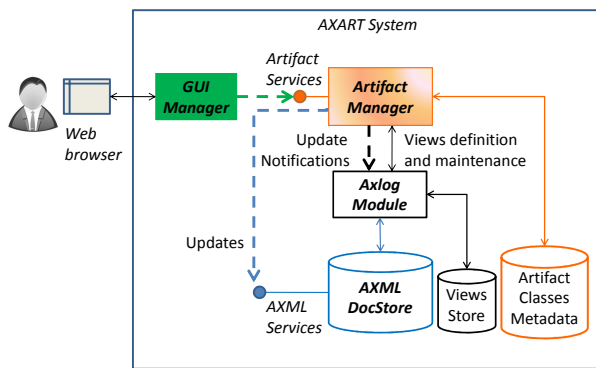 AXART System
Artifact
Services
GUI
Manager
Artifact
Manager
Web
browser
Update
Notifications
Views definition
and maintenance
Axlog
Module
Updates
AXML
Services
AXML
DocStore
Views
Store
Artifact
Classes
Metadata